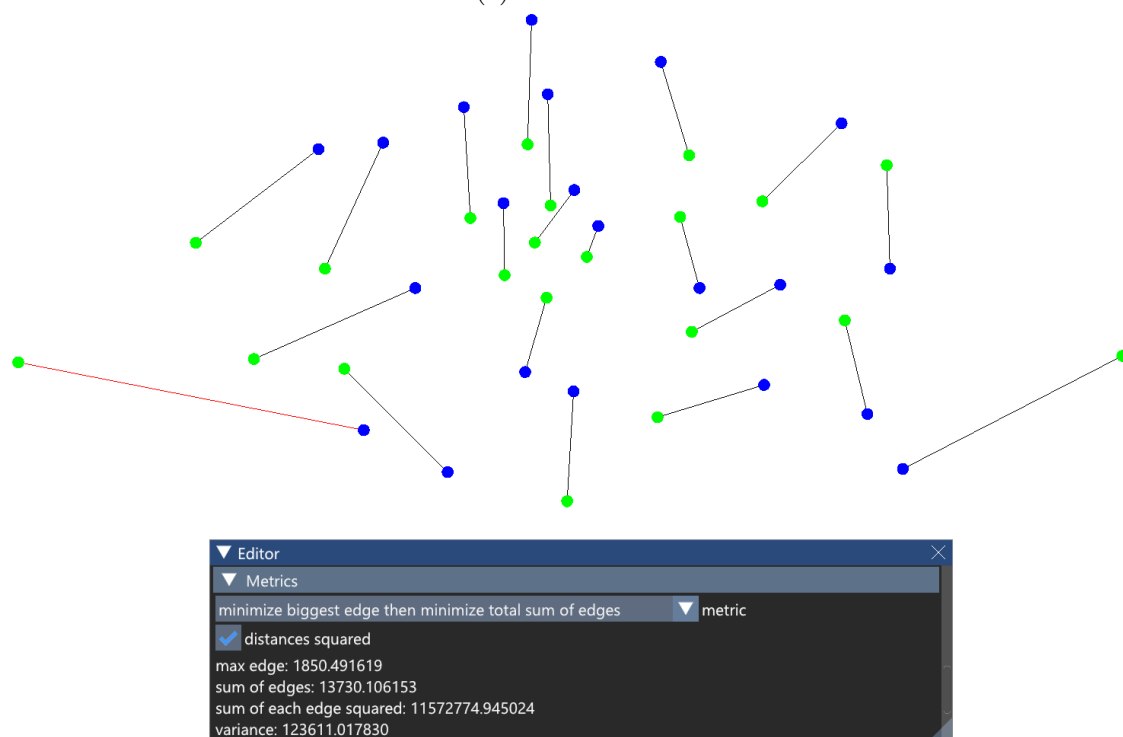 Editor
Metrics
minimize biggest edge then minimize total sum of edges metric
distances squared
max edge: 1850.491619
sum of edges: 13730.106153
sum of each edge squared: 11572774.945024
variance: 123611.017830